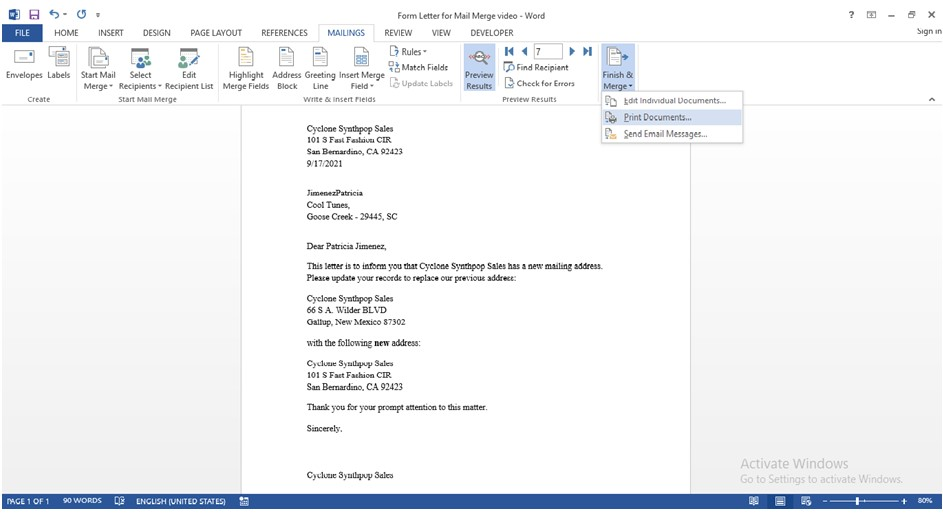 Form Letter for Mail Merge video - Word
Sign in
FILE HOME INSERT DESIGN PAGE LAYOUT REFERENCES MAILINGS REVIEW VIEW DEVELOPER
Envelopes Labels
Create
Start Mail Merge Select Recipients Edit Recipient List
Start Mail Merge
Highlight Merge Fields Address Block Greeting Line Insert Merge Field
Rules
Match Fields
Update Labels
Write & Insert Fields
Preview Results
7
Find Recipient
Check for Errors
Preview Results
Finish & Merge
Edit Individual Documents...
Print Documents...
Send Email Messages...
Cyclone Synthpop Sales
101 S Fast Fashion CIR
San Bernardino, CA 92423
9/17/2021
JimenezPatricia
Cool Tunes,
Goose Creek - 29445, SC
Dear Patricia Jimenez,
This letter is to inform you that Cyclone Synthpop Sales has a new mailing address.
Please update your records to replace our previous address:
Cyclone Synthpop Sales
66 S A. Wilder BLVD
Gallup, New Mexico 87302
with the following new address:
Cyclone Synthpop Sales
101 S Fast Fashion CIR
San Bernardino, CA 92423
Thank you for your prompt attention to this matter.
Sincerely,
Cyclone Synthpop Sales
Activate Windows
Go to Settings to activate Windows.
PAGE 1 OF 1 90 WORDS ENGLISH (UNITED STATES) 80%